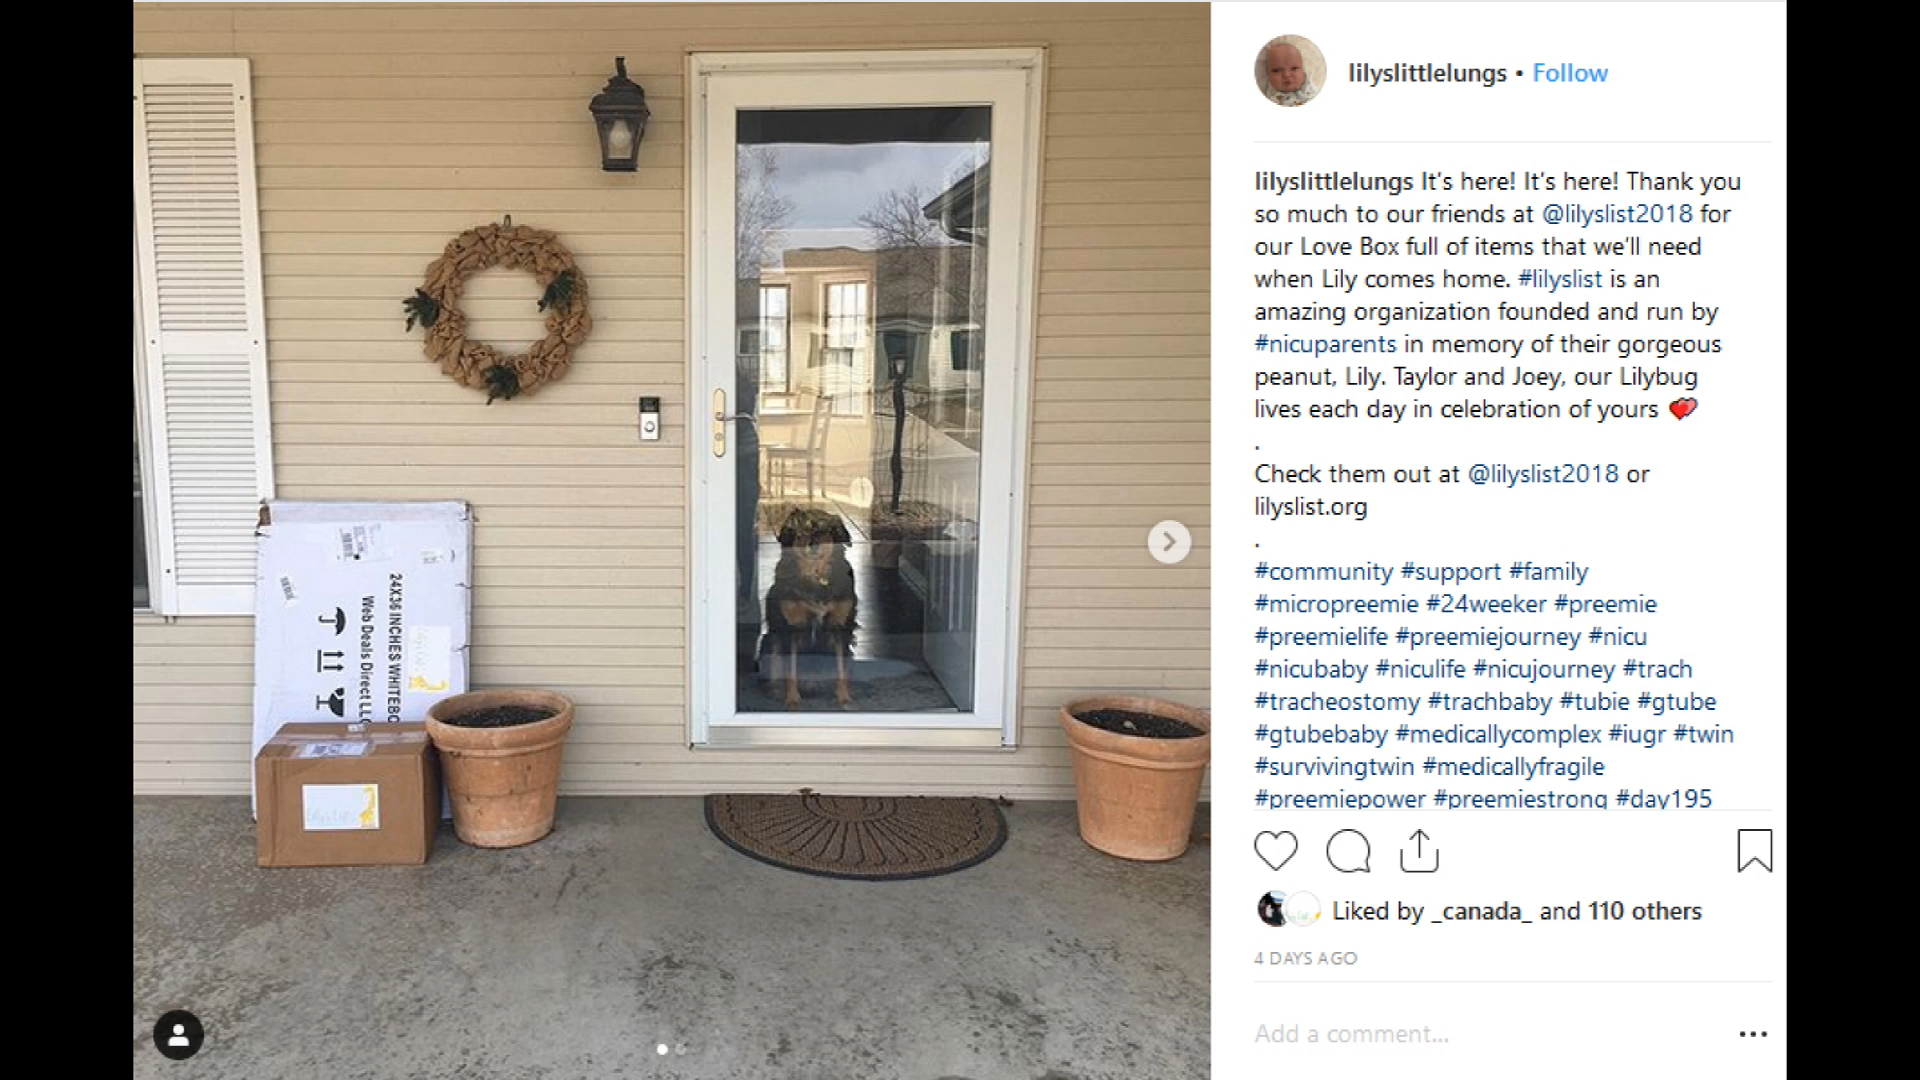 lilyslittlelungs • Follow
lilyslittlelungs It's here! It's here! Thank you
so much to our friends at @lilyslist2018 for
our Love Box full of items that we'll need
when Lily comes home. #lilyslist is an
amazing organization founded and run by
#nicuparents in memory of their gorgeous
peanut, Lily. Taylor and Joey, our Lilybug
lives each day in celebration of yours 💕
.
Check them out at @lilyslist2018 or
lilyslist.org
.
#community #support #family
#micropreemie #24weeker #preemie
#preemielife #preemiejourney #nicu
#nicubaby #niculife #nicujourney #trach
#tracheostomy #trachbaby #tubie #gtube
#gtubebaby #medicallycomplex #iugr #twin
#survivingtwin #medicallyfragile
#preemiepower #preemiestrong #day195
Liked by _canada_ and 110 others
4 DAYS AGO
Add a comment...
24X36 INCHES WHITEBO
Web Deals Direct LLC